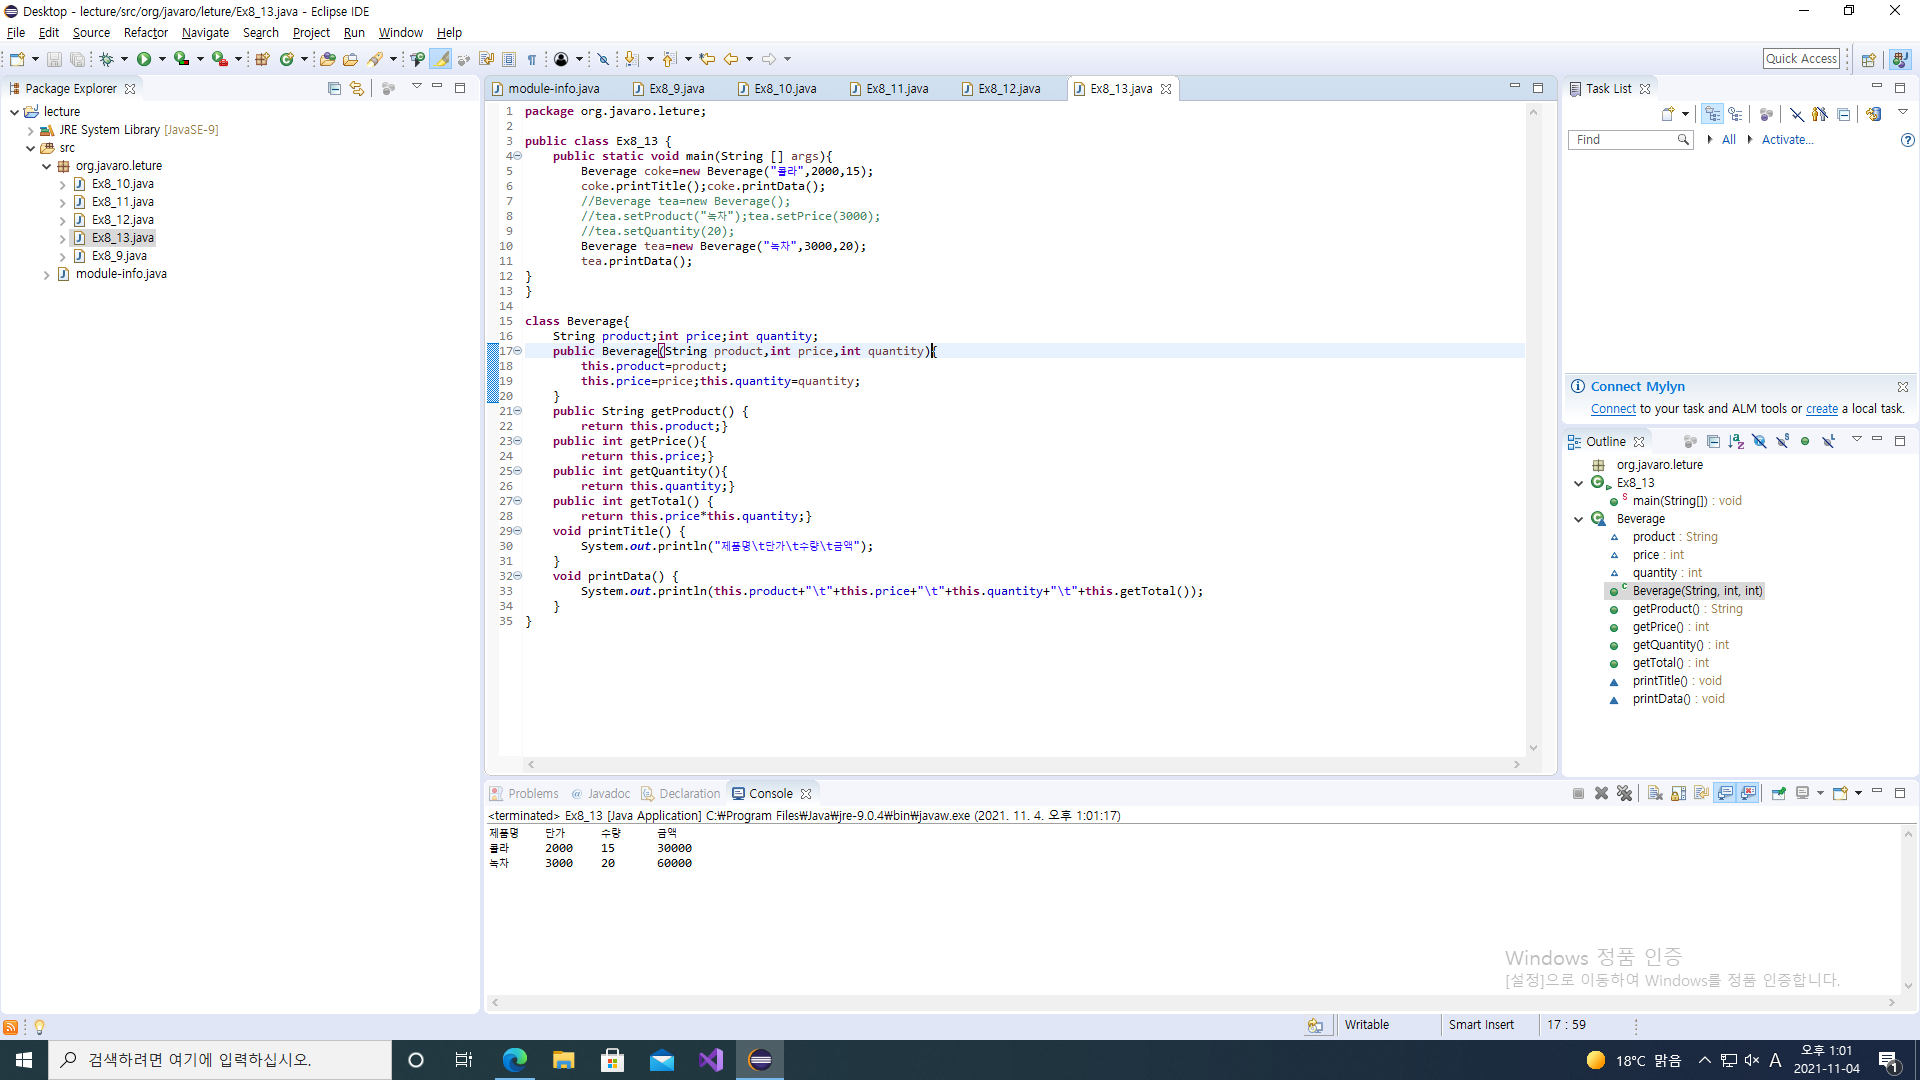 Desktop - lecture/src/org/javaro/leture/Ex8_13.java - Eclipse IDE
File Edit Source Refactor Navigate Search Project Run Window Help
Quick Access
Package Explorer
lecture
JRE System Library [JavaSE-9]
src
org.javaro.leture
Ex8_10.java
Ex8_11.java
Ex8_12.java
Ex8_13.java
Ex8_9.java
module-info.java
module-info.java Ex8_9.java Ex8_10.java Ex8_11.java Ex8_12.java Ex8_13.java
1 package org.javaro.leture;
2
3 public class Ex8_13 {
4 public static void main(String [] args){
5 Beverage coke=new Beverage("콜라",2000,15);
6 coke.printTitle();coke.printData();
7 //Beverage tea=new Beverage();
8 //tea.setProduct("녹차");tea.setPrice(3000);
9 //tea.setQuantity(20);
10 Beverage tea=new Beverage("녹차",3000,20);
11 tea.printData();
12 }
13 }
14
15 class Beverage{
16 String product;int price;int quantity;
17 public Beverage(String product,int price,int quantity){
18 this.product=product;
19 this.price=price;this.quantity=quantity;
20 }
21 public String getProduct() {
22 return this.product;}
23 public int getPrice(){
24 return this.price;}
25 public int getQuantity(){
26 return this.quantity;}
27 public int getTotal() {
28 return this.price*this.quantity;}
29 void printTitle() {
30 System.out.println("제품명\t단가\t수량\t금액");
31 }
32 void printData() {
33 System.out.println(this.product+"\t"+this.price+"\t"+this.quantity+"\t"+this.getTotal());
34 }
35 }
Task List
Find All Activate...
Connect Mylyn
Connect to your task and ALM tools or create a local task.
Outline
org.javaro.leture
Ex8_13
main(String[]) : void
Beverage
product : String
price : int
quantity : int
Beverage(String, int, int)
getProduct() : String
getPrice() : int
getQuantity() : int
getTotal() : int
printTitle() : void
printData() : void
Problems Javadoc Declaration Console
<terminated> Ex8_13 [Java Application] C:₩Program Files₩Java₩jre-9.0.4₩bin₩javaw.exe (2021. 11. 4. 오후 1:01:17)
제품명 단가 수량 금액
콜라 2000 15 30000
녹차 3000 20 60000
Windows 정품 인증
[설정]으로 이동하여 Windows를 정품 인증합니다.
Writable Smart Insert 17 : 59
검색하려면 여기에 입력하십시오.
18°C 맑음 A 오후 1:01
2021-11-04 1